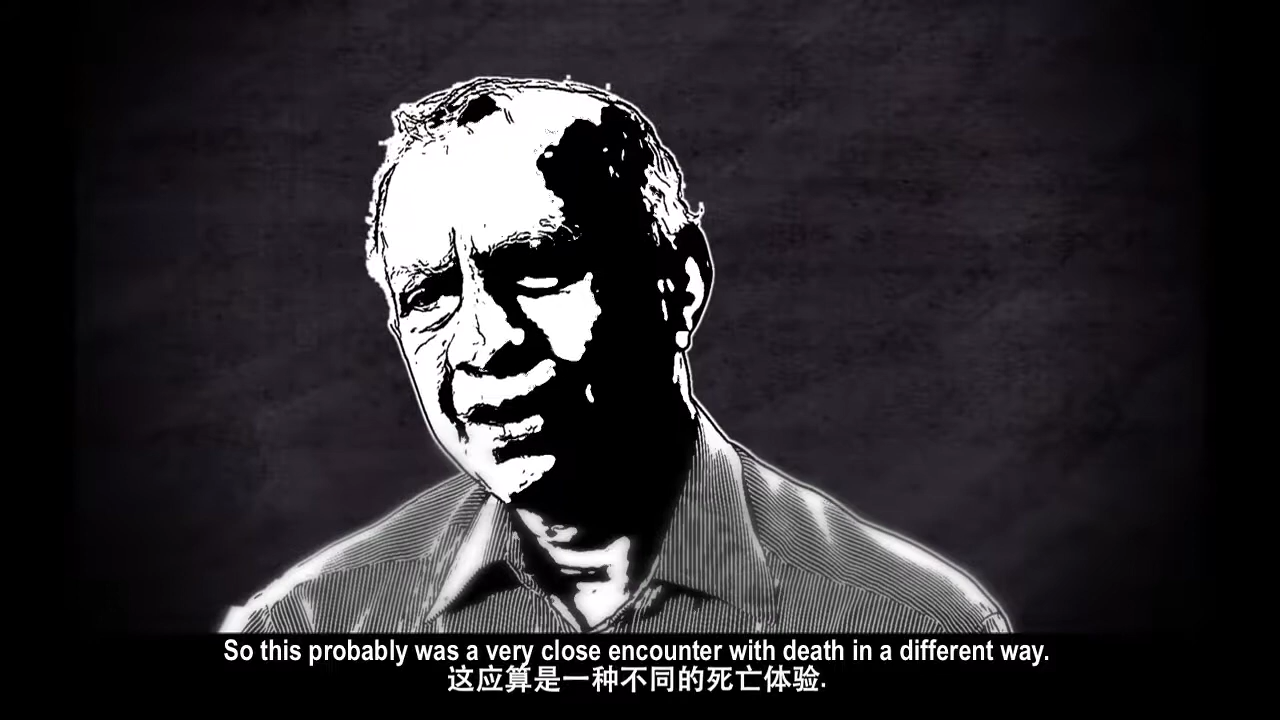 So this probably was a very close encounter with death in a different way.
这应算是一种不同的死亡体验.